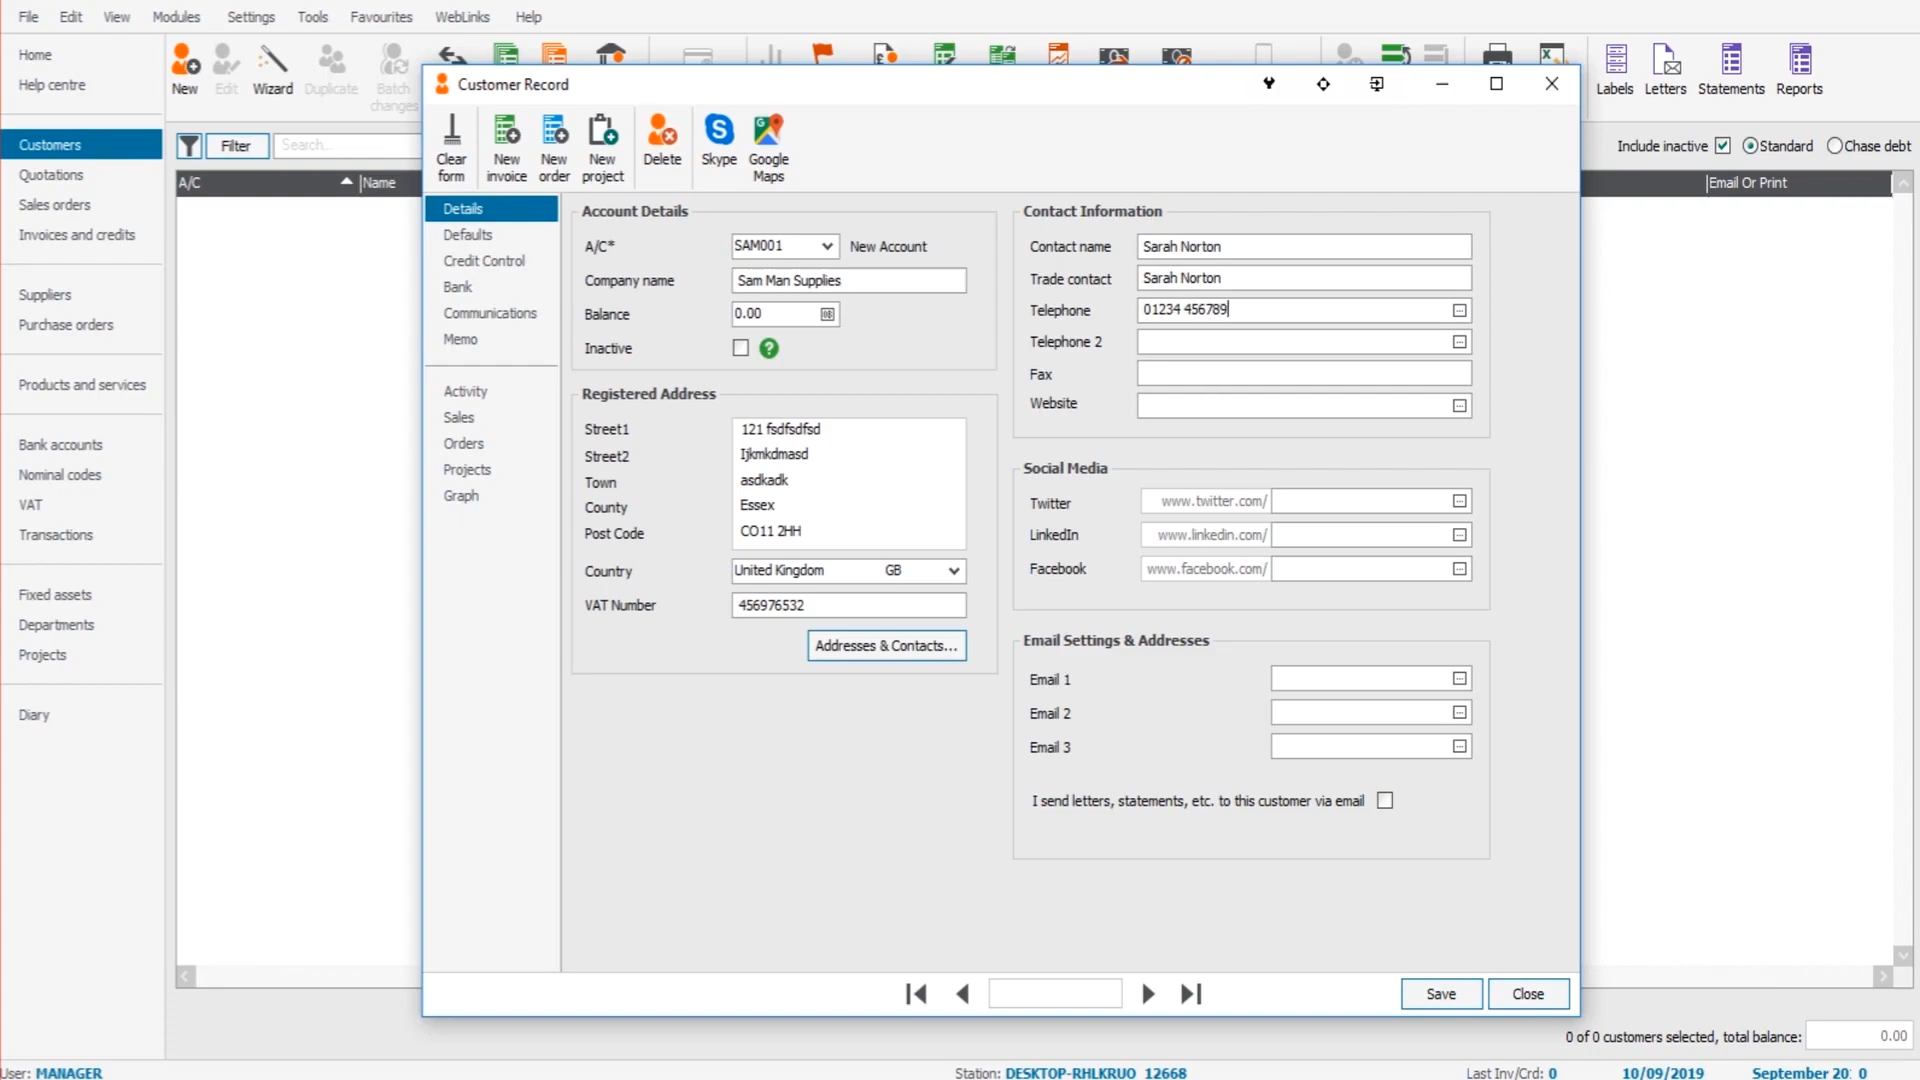 File Edit View Modules Settings Tools Favourites WebLinks Help
Home
Help centre
Customers
Quotations
Sales orders
Invoices and credits
Suppliers
Purchase orders
Products and services
Bank accounts
Nominal codes
VAT
Transactions
Fixed assets
Departments
Projects
Diary
New Edit Wizard Duplicate Batch changes
Labels Letters Statements Reports
Filter Search...
Include inactive Standard Chase debt
A/C Name Email Or Print
Customer Record
Clear form New invoice New order New project Delete Skype Google Maps
Details
Defaults
Credit Control
Bank
Communications
Memo
Activity
Sales
Orders
Projects
Graph
Account Details
A/C* SAM001 New Account
Company name Sam Man Supplies
Balance 0.00
Inactive
Registered Address
Street1 121 fsdfsdfsd
Street2 Ijkmkdmasd
Town asdkadk
County Essex
Post Code CO11 2HH
Country United Kingdom GB
VAT Number 456976532
Addresses & Contacts...
Contact Information
Contact name Sarah Norton
Trade contact Sarah Norton
Telephone 01234 456789
Telephone 2
Fax
Website
Social Media
Twitter www.twitter.com/
LinkedIn www.linkedin.com/
Facebook www.facebook.com/
Email Settings & Addresses
Email 1
Email 2
Email 3
I send letters, statements, etc. to this customer via email
Save Close
0 of 0 customers selected, total balance: 0.00
User: MANAGER Station: DESKTOP-RHLKRUO 12668 Last Inv/Crd: 0 10/09/2019 September 0